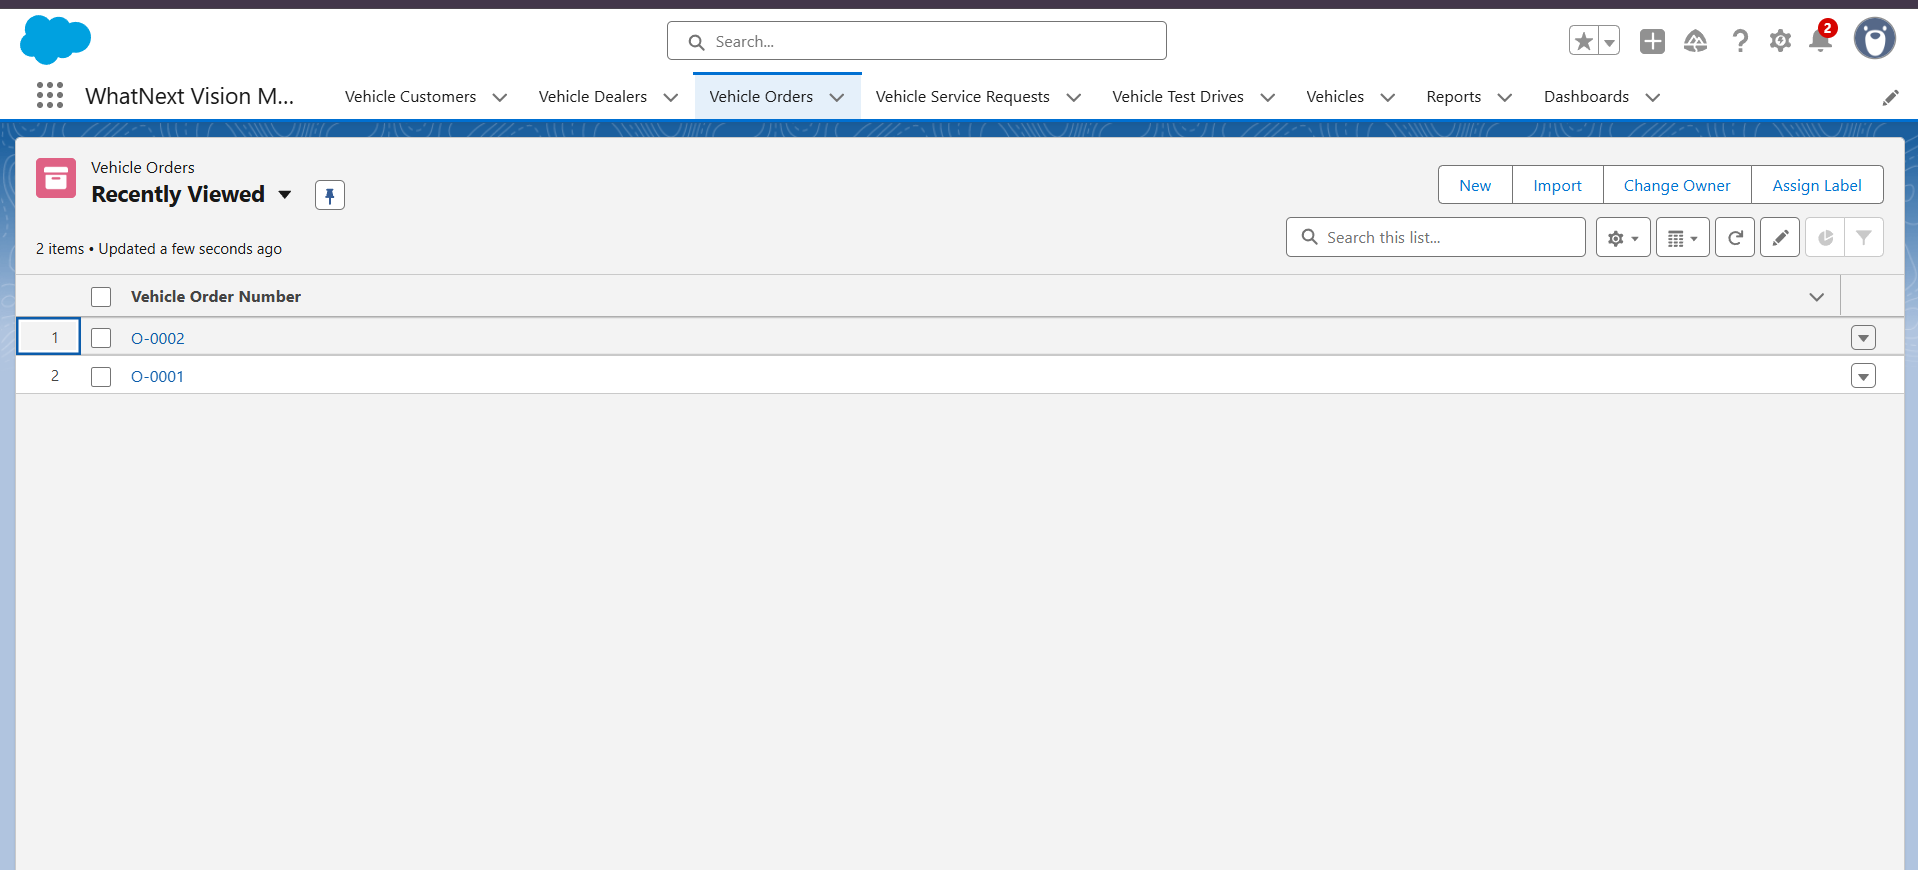 Search...
2
WhatNext Vision M...
Vehicle Customers
Vehicle Dealers
Vehicle Orders
Vehicle Service Requests
Vehicle Test Drives
Vehicles
Reports
Dashboards
Vehicle Orders
Recently Viewed
New
Import
Change Owner
Assign Label
2 items • Updated a few seconds ago
Search this list...
Vehicle Order Number
1 O-0002
2 O-0001